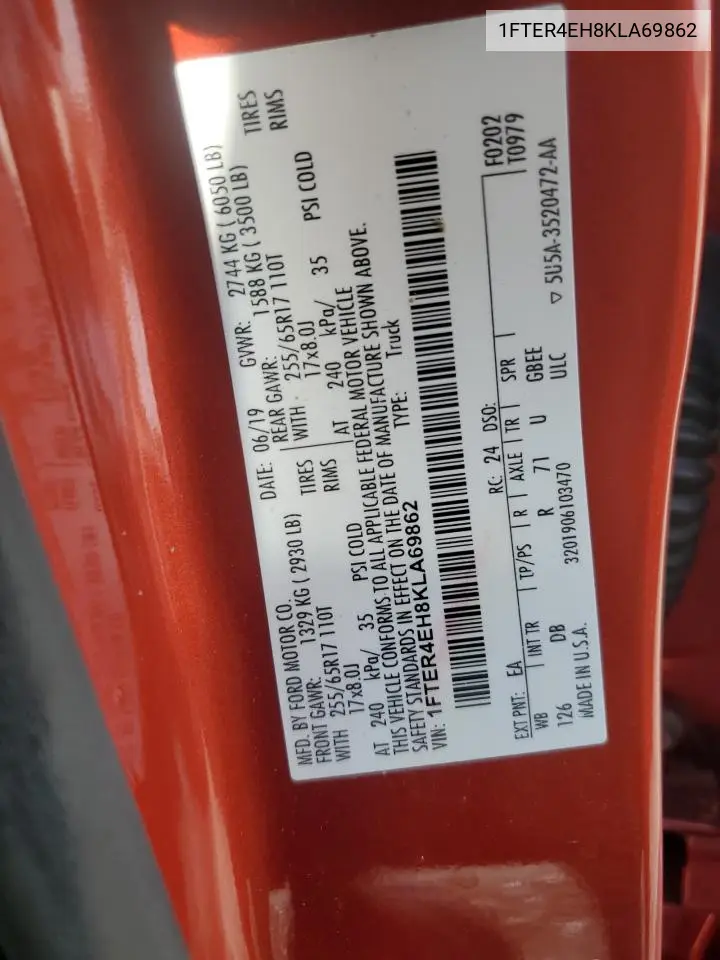 1FTER4EH8KLA69862
MFD. BY FORD MOTOR CO.
DATE: 06/19 GVWR: 2744 KG ( 6050 LB)
FRONT GAWR: 1329 KG ( 2930 LB) REAR GAWR: 1588 KG ( 3500 LB)
WITH 255/65R17 110T TIRES WITH 255/65R17 110T TIRES
17x8.0J RIMS 17x8.0J RIMS
AT 240 kPa/ 35 PSI COLD AT 240 kPa/ 35 PSI COLD
THIS VEHICLE CONFORMS TO ALL APPLICABLE FEDERAL MOTOR VEHICLE
SAFETY STANDARDS IN EFFECT ON THE DATE OF MANUFACTURE SHOWN ABOVE.
VIN: 1FTER4EH8KLA69862 TYPE: Truck
F0202
T0979
EXT PNT: EA RC: 24 DSO:
WB INT TR TP/PS R AXLE TR SPR
126 DB R 71 U GBEE
ULC
MADE IN U.S.A. 3201906103470 ▽ 5U5A-3520472-AA